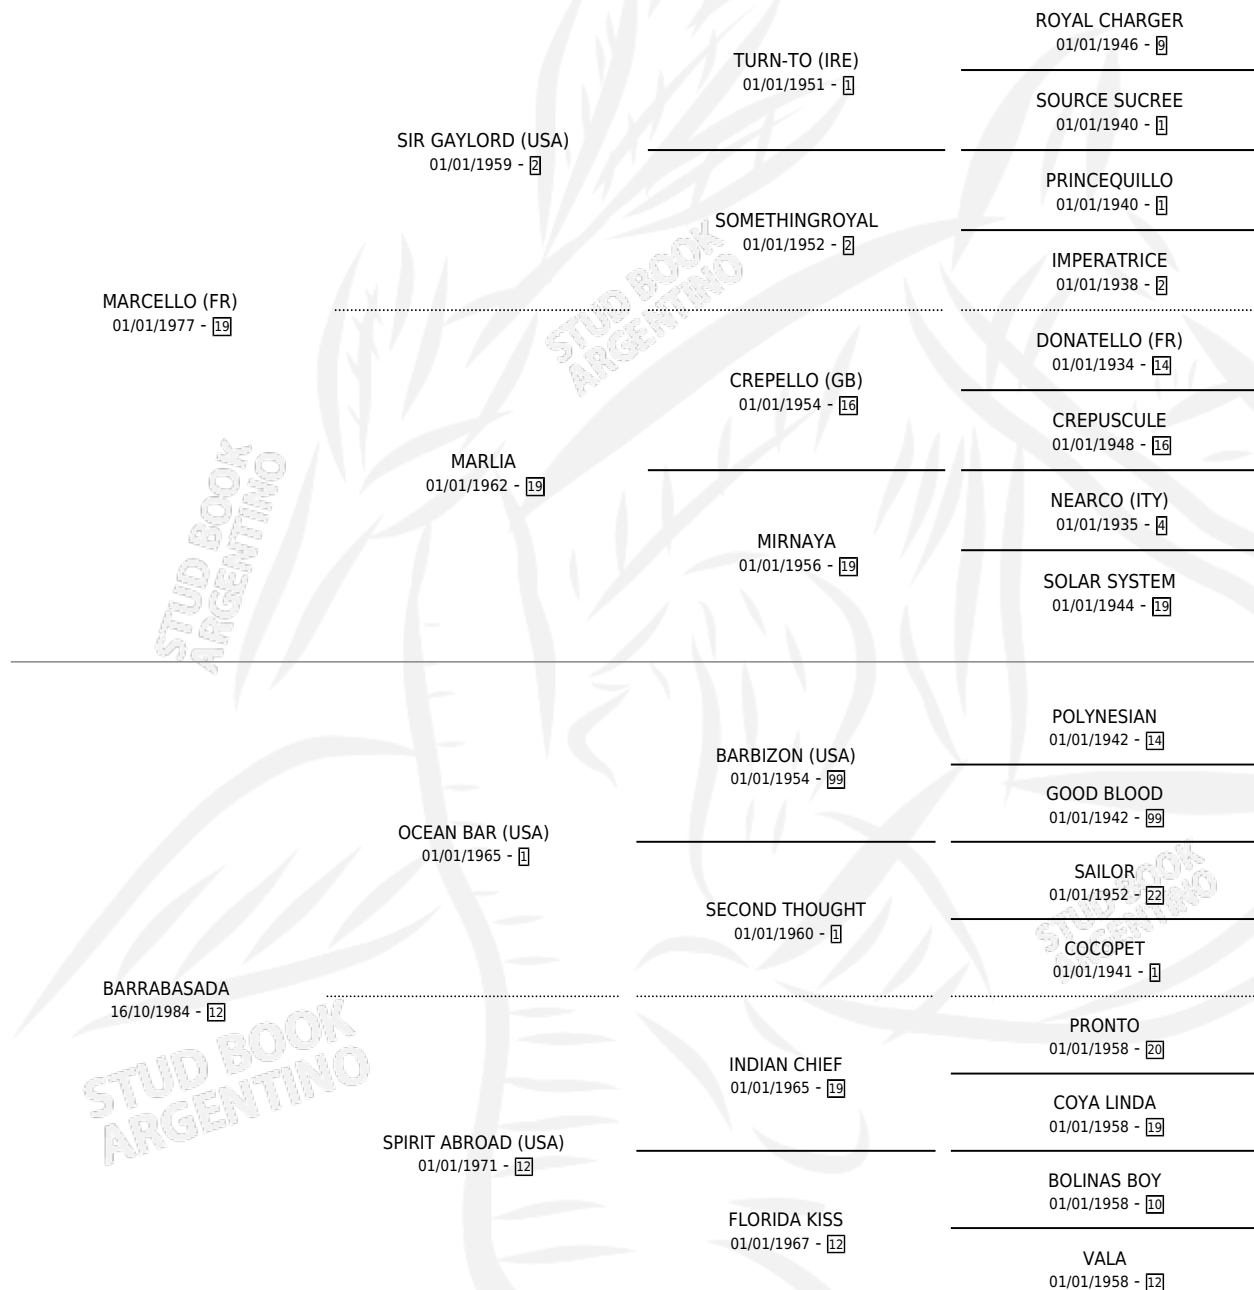 ROYAL CHARGER
01/01/1946 - 9
TURN-TO (IRE)
01/01/1951 - 1
SOURCE SUCREE
01/01/1940 - 1
SIR GAYLORD (USA)
01/01/1959 - 2
PRINCEQUILLO
01/01/1940 - 1
SOMETHINGROYAL
01/01/1952 - 2
IMPERATRICE
01/01/1938 - 2
MARCELLO (FR)
01/01/1977 - 19
STUD BOOK
ARGENTINO
DONATELLO (FR)
01/01/1934 - 14
CREPELLO (GB)
01/01/1954 - 16
CREPUSCULE
01/01/1948 - 16
MARLIA
01/01/1962 - 19
NEARCO (ITY)
01/01/1935 - 4
MIRNAYA
01/01/1956 - 19
SOLAR SYSTEM
01/01/1944 - 19
STUD BOOK
ARGENTINO
POLYNESIAN
01/01/1942 - 14
BARBIZON (USA)
01/01/1954 - 99
GOOD BLOOD
01/01/1942 - 99
OCEAN BAR (USA)
01/01/1965 - 1
SAILOR
01/01/1952 - 22
SECOND THOUGHT
01/01/1960 - 1
STUD BOOK
ARGENTINO
COCOPET
01/01/1941 - 1
BARRABASADA
16/10/1984 - 12
STUD BOOK
ARGENTINO
PRONTO
01/01/1958 - 20
INDIAN CHIEF
01/01/1965 - 19
COYA LINDA
01/01/1958 - 19
SPIRIT ABROAD (USA)
01/01/1971 - 12
BOLINAS BOY
01/01/1958 - 10
FLORIDA KISS
01/01/1967 - 12
VALA
01/01/1958 - 12